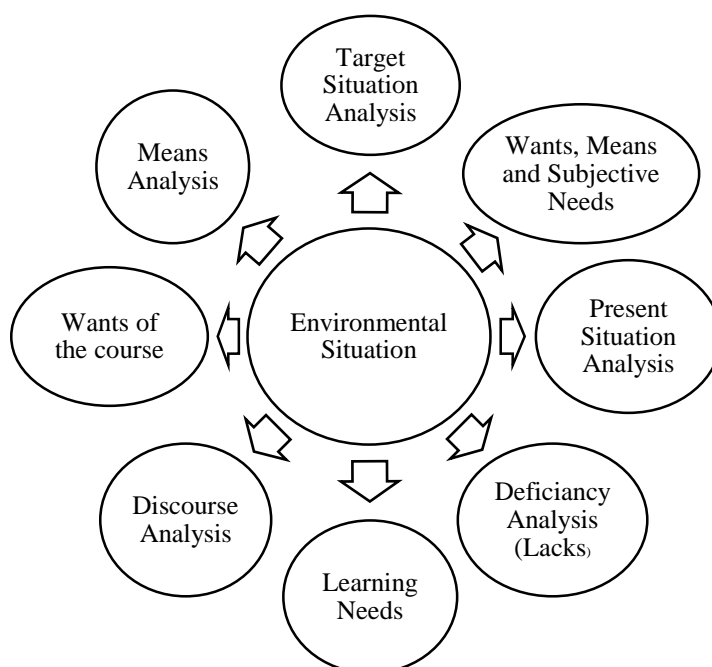 Target
Situation
Analysis
Wants, Means
and Subjective
Needs
Present
Situation
Analysis
Deficiancy
Analysis
(Lacks)
Learning
Needs
Discourse
Analysis
Wants of
the course
Means
Analysis
Environmental
Situation